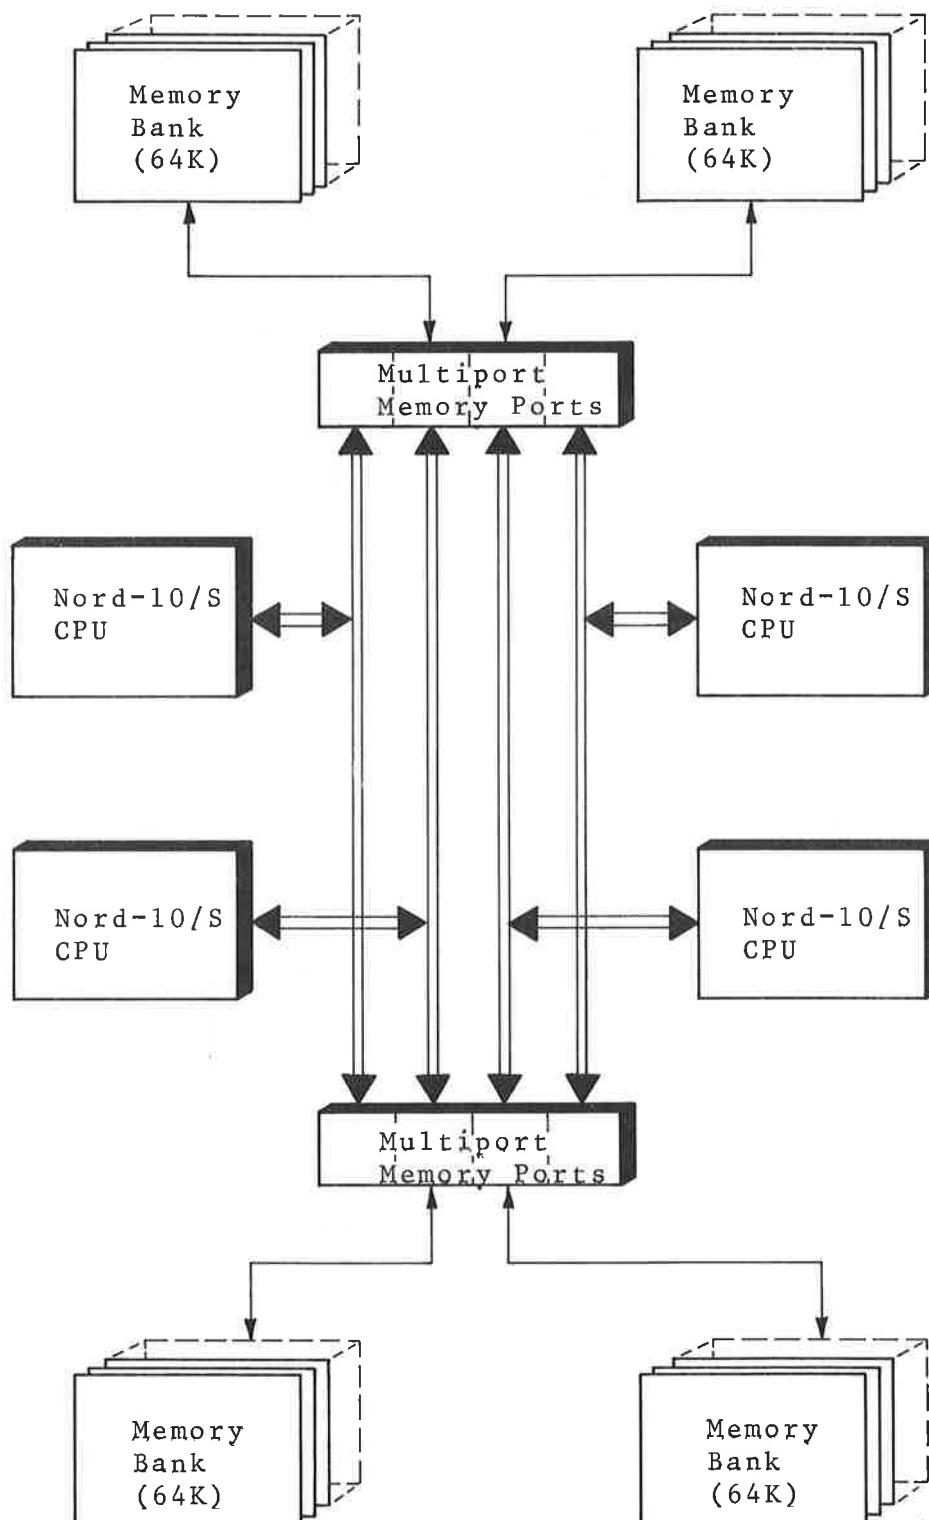 Memory
Bank
(64K)
Memory
Bank
(64K)
Multiport
Memory Ports
Nord-10/S
CPU
Nord-10/S
CPU
Nord-10/S
CPU
Nord-10/S
CPU
Multiport
Memory Ports
Memory
Bank
(64K)
Memory
Bank
(64K)